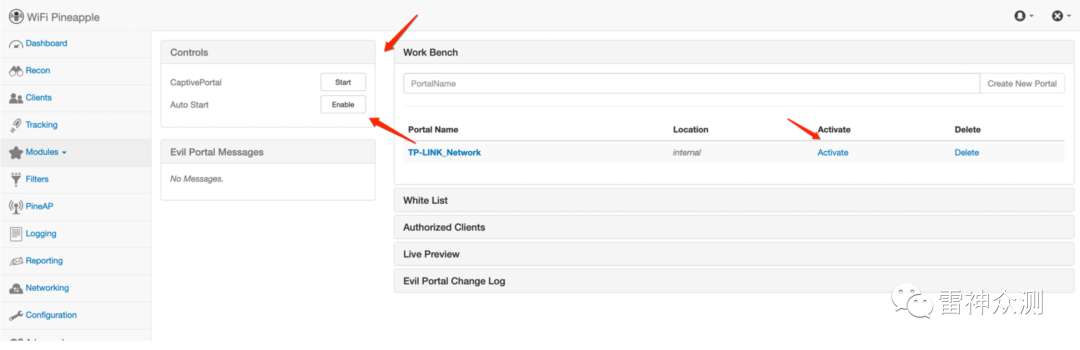 WiFi Pineapple
Dashboard
Recon
Clients
Tracking
Modules
Filters
PineAP
Logging
Reporting
Networking
Configuration
Controls
CaptivePortal
Start
Auto Start
Enable
Evil Portal Messages
No Messages.
Work Bench
PortalName
Create New Portal
Portal Name Location Activate Delete
TP-LINK_Network internal Activate Delete
White List
Authorized Clients
Live Preview
Evil Portal Change Log
雷神众测